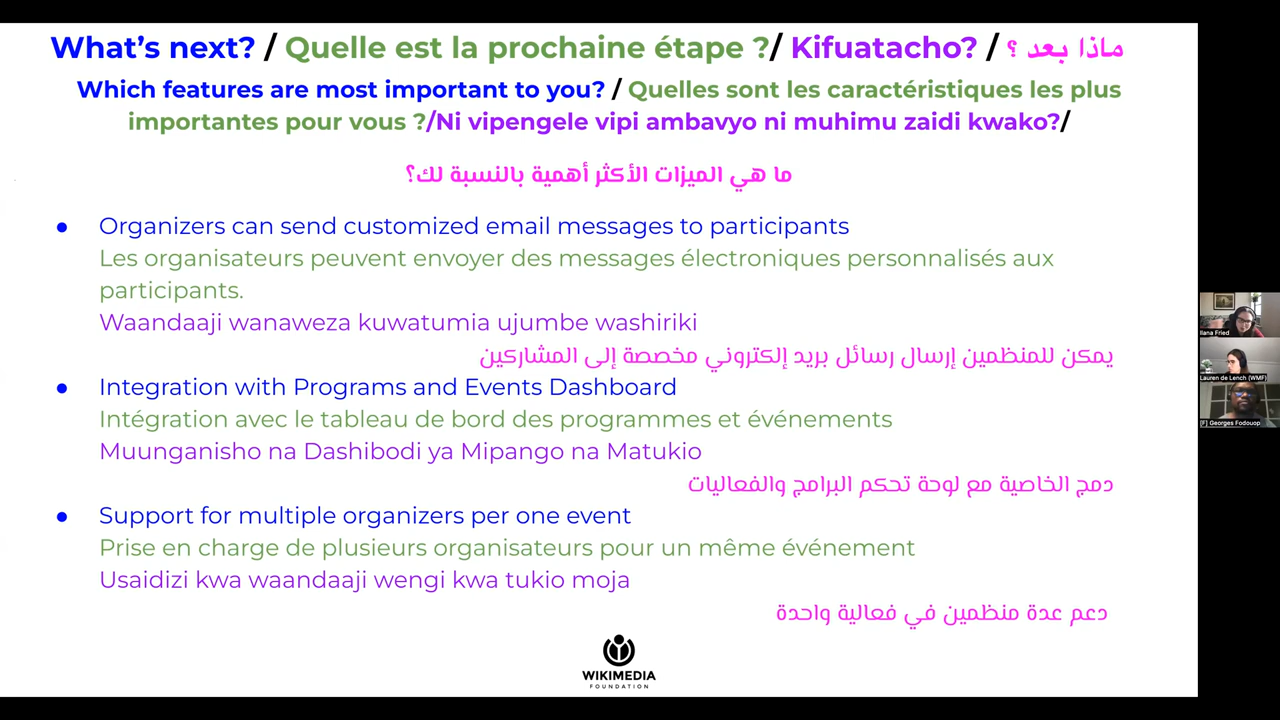 What's next? / Quelle est la prochaine étape ?/ Kifuatacho? / ماذا بعد ؟
Which features are most important to you? / Quelles sont les caractéristiques les plus
importantes pour vous ?/Ni vipengele vipi ambavyo ni muhimu zaidi kwako?/
ما هي الميزات الأكثر أهمية بالنسبة لك؟
● Organizers can send customized email messages to participants
Les organisateurs peuvent envoyer des messages électroniques personnalisés aux
participants.
Waandaaji wanaweza kuwatumia ujumbe washiriki
يمكن للمنظمين إرسال رسائل بريد إلكتروني مخصصة إلى المشاركين
● Integration with Programs and Events Dashboard
Intégration avec le tableau de bord des programmes et événements
Muunganisho na Dashibodi ya Mipango na Matukio
دمج الخاصية مع لوحة تحكم البرامج والفعاليات
● Support for multiple organizers per one event
Prise en charge de plusieurs organisateurs pour un même événement
Usaidizi kwa waandaaji wengi kwa tukio moja
دعم عدة منظمين في فعالية واحدة
WIKIMEDIA
FOUNDATION
Ilana Fried
Lauren de Lench (WMF)
[F] Georges Fodouop